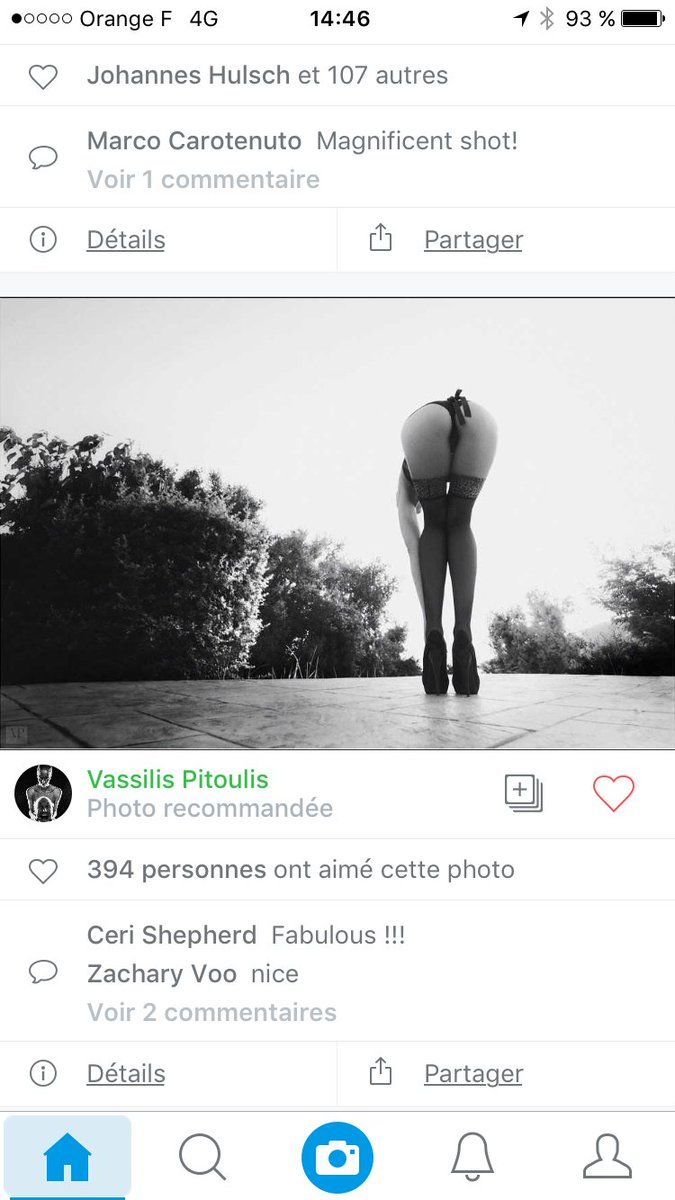 Orange F 4G 14:46 93 %
Johannes Hulsch et 107 autres
Marco Carotenuto Magnificent shot!
Voir 1 commentaire
Détails Partager
Vassilis Pitoulis
Photo recommandée
394 personnes ont aimé cette photo
Ceri Shepherd Fabulous !!!
Zachary Voo nice
Voir 2 commentaires
Détails Partager